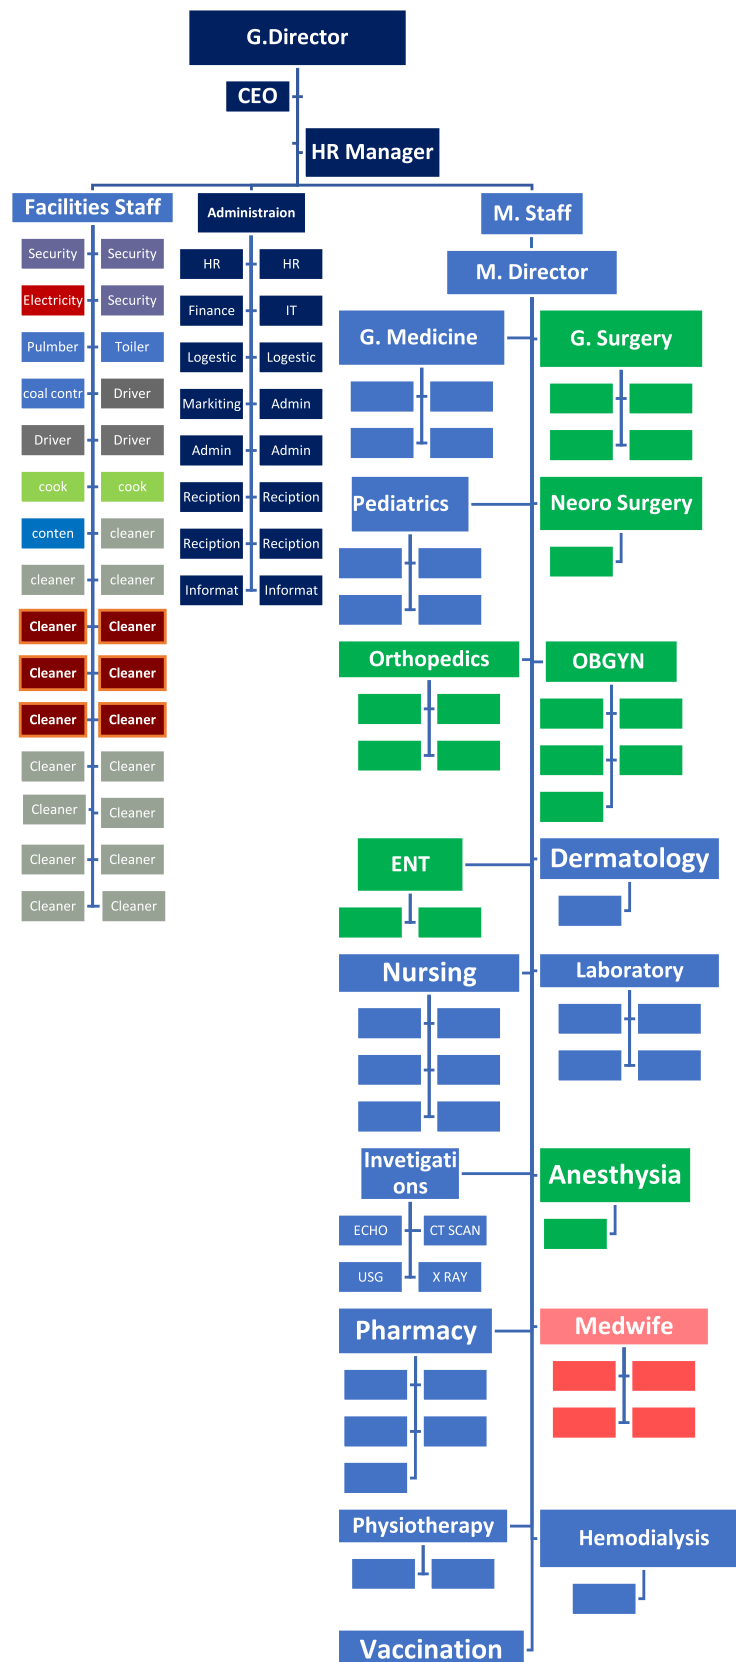 G.Director
CEO
HR Manager
Facilities Staff
Security
Security
Electricity
Security
Pulmber
Toiler
coal contr
Driver
Driver
Driver
cook
cook
conten
cleaner
cleaner
cleaner
Cleaner
Cleaner
Cleaner
Cleaner
Cleaner
Cleaner
Cleaner
Cleaner
Cleaner
Cleaner
Cleaner
Cleaner
Cleaner
Cleaner
Administraion
HR
HR
Finance
IT
Logestic
Logestic
Markiting
Admin
Admin
Admin
Reciption
Reciption
Reciption
Reciption
Informat
Informat
M. Staff
M. Director
G. Medicine
G. Surgery
Pediatrics
Neoro Surgery
Orthopedics
OBGYN
ENT
Dermatology
Nursing
Laboratory
Invetigati
ons
ECHO
CT SCAN
USG
X RAY
Anesthysia
Pharmacy
Medwife
Physiotherapy
Hemodialysis
Vaccination